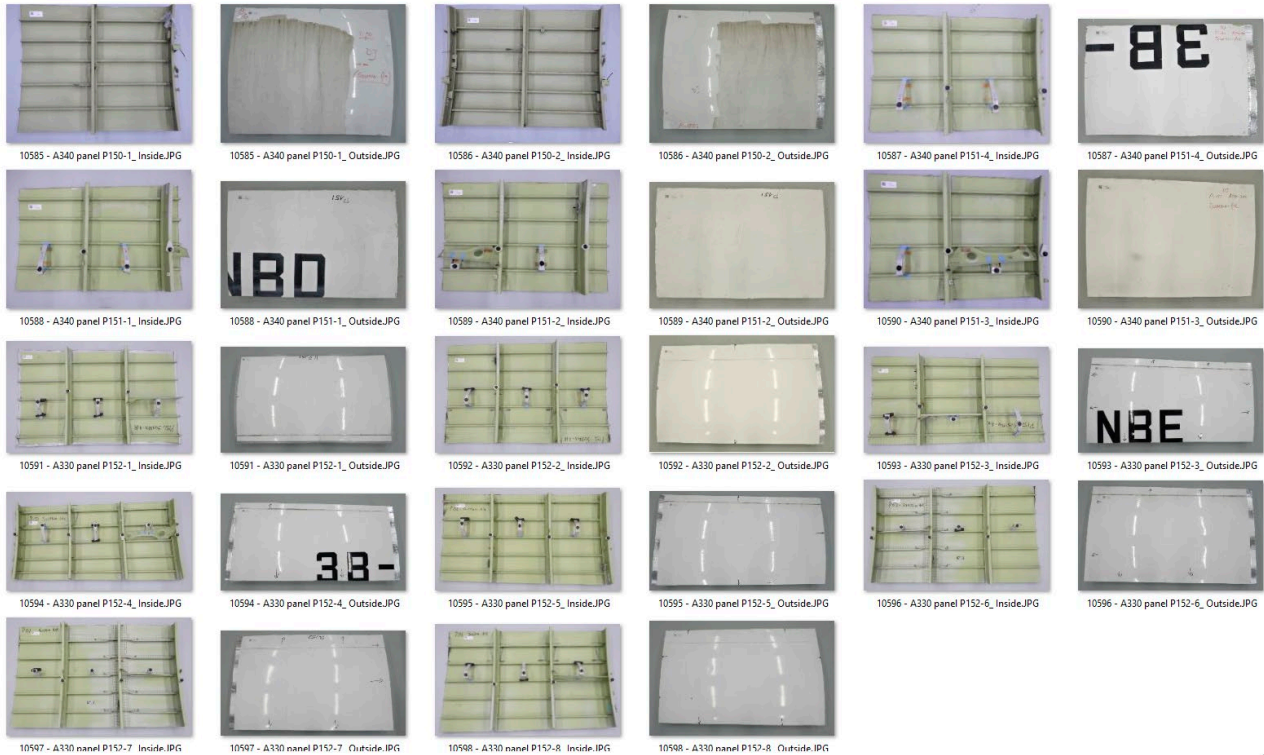 -8E
10585 - A340 panel P150-1_ Inside.JPG
10585 - A340 panel P150-1_ Outside.JPG
10586 - A340 panel P150-2_ Inside.JPG
10586 - A340 panel P150-2_ Outside.JPG
10587 - A340 panel P151-4_ Inside.JPG
10587 - A340 panel P151-4_ Outside.JPG
NBD
10588 - A340 panel P151-1_ Inside.JPG
10588 - A340 panel P151-1_ Outside.JPG
10589 - A340 panel P151-2_ Inside.JPG
10589 - A340 panel P151-2_ Outside.JPG
10590 - A340 panel P151-3_ Inside.JPG
10590 - A340 panel P151-3_ Outside.JPG
NBE
10591 - A330 panel P152-1_ Inside.JPG
10591 - A330 panel P152-1_ Outside.JPG
10592 - A330 panel P152-2_ Inside.JPG
10592 - A330 panel P152-2_ Outside.JPG
10593 - A330 panel P152-3_ Inside.JPG
10593 - A330 panel P152-3_ Outside.JPG
3B-
10594 - A330 panel P152-4_ Inside.JPG
10594 - A330 panel P152-4_ Outside.JPG
10595 - A330 panel P152-5_ Inside.JPG
10595 - A330 panel P152-5_ Outside.JPG
10596 - A330 panel P152-6_ Inside.JPG
10596 - A330 panel P152-6_ Outside.JPG
10597 - A330 panel P152-7_ Inside.JPG
10597 - A330 panel P152-7_ Outside.JPG
10598 - A330 panel P152-8_ Inside.JPG
10598 - A330 panel P152-8_ Outside.JPG